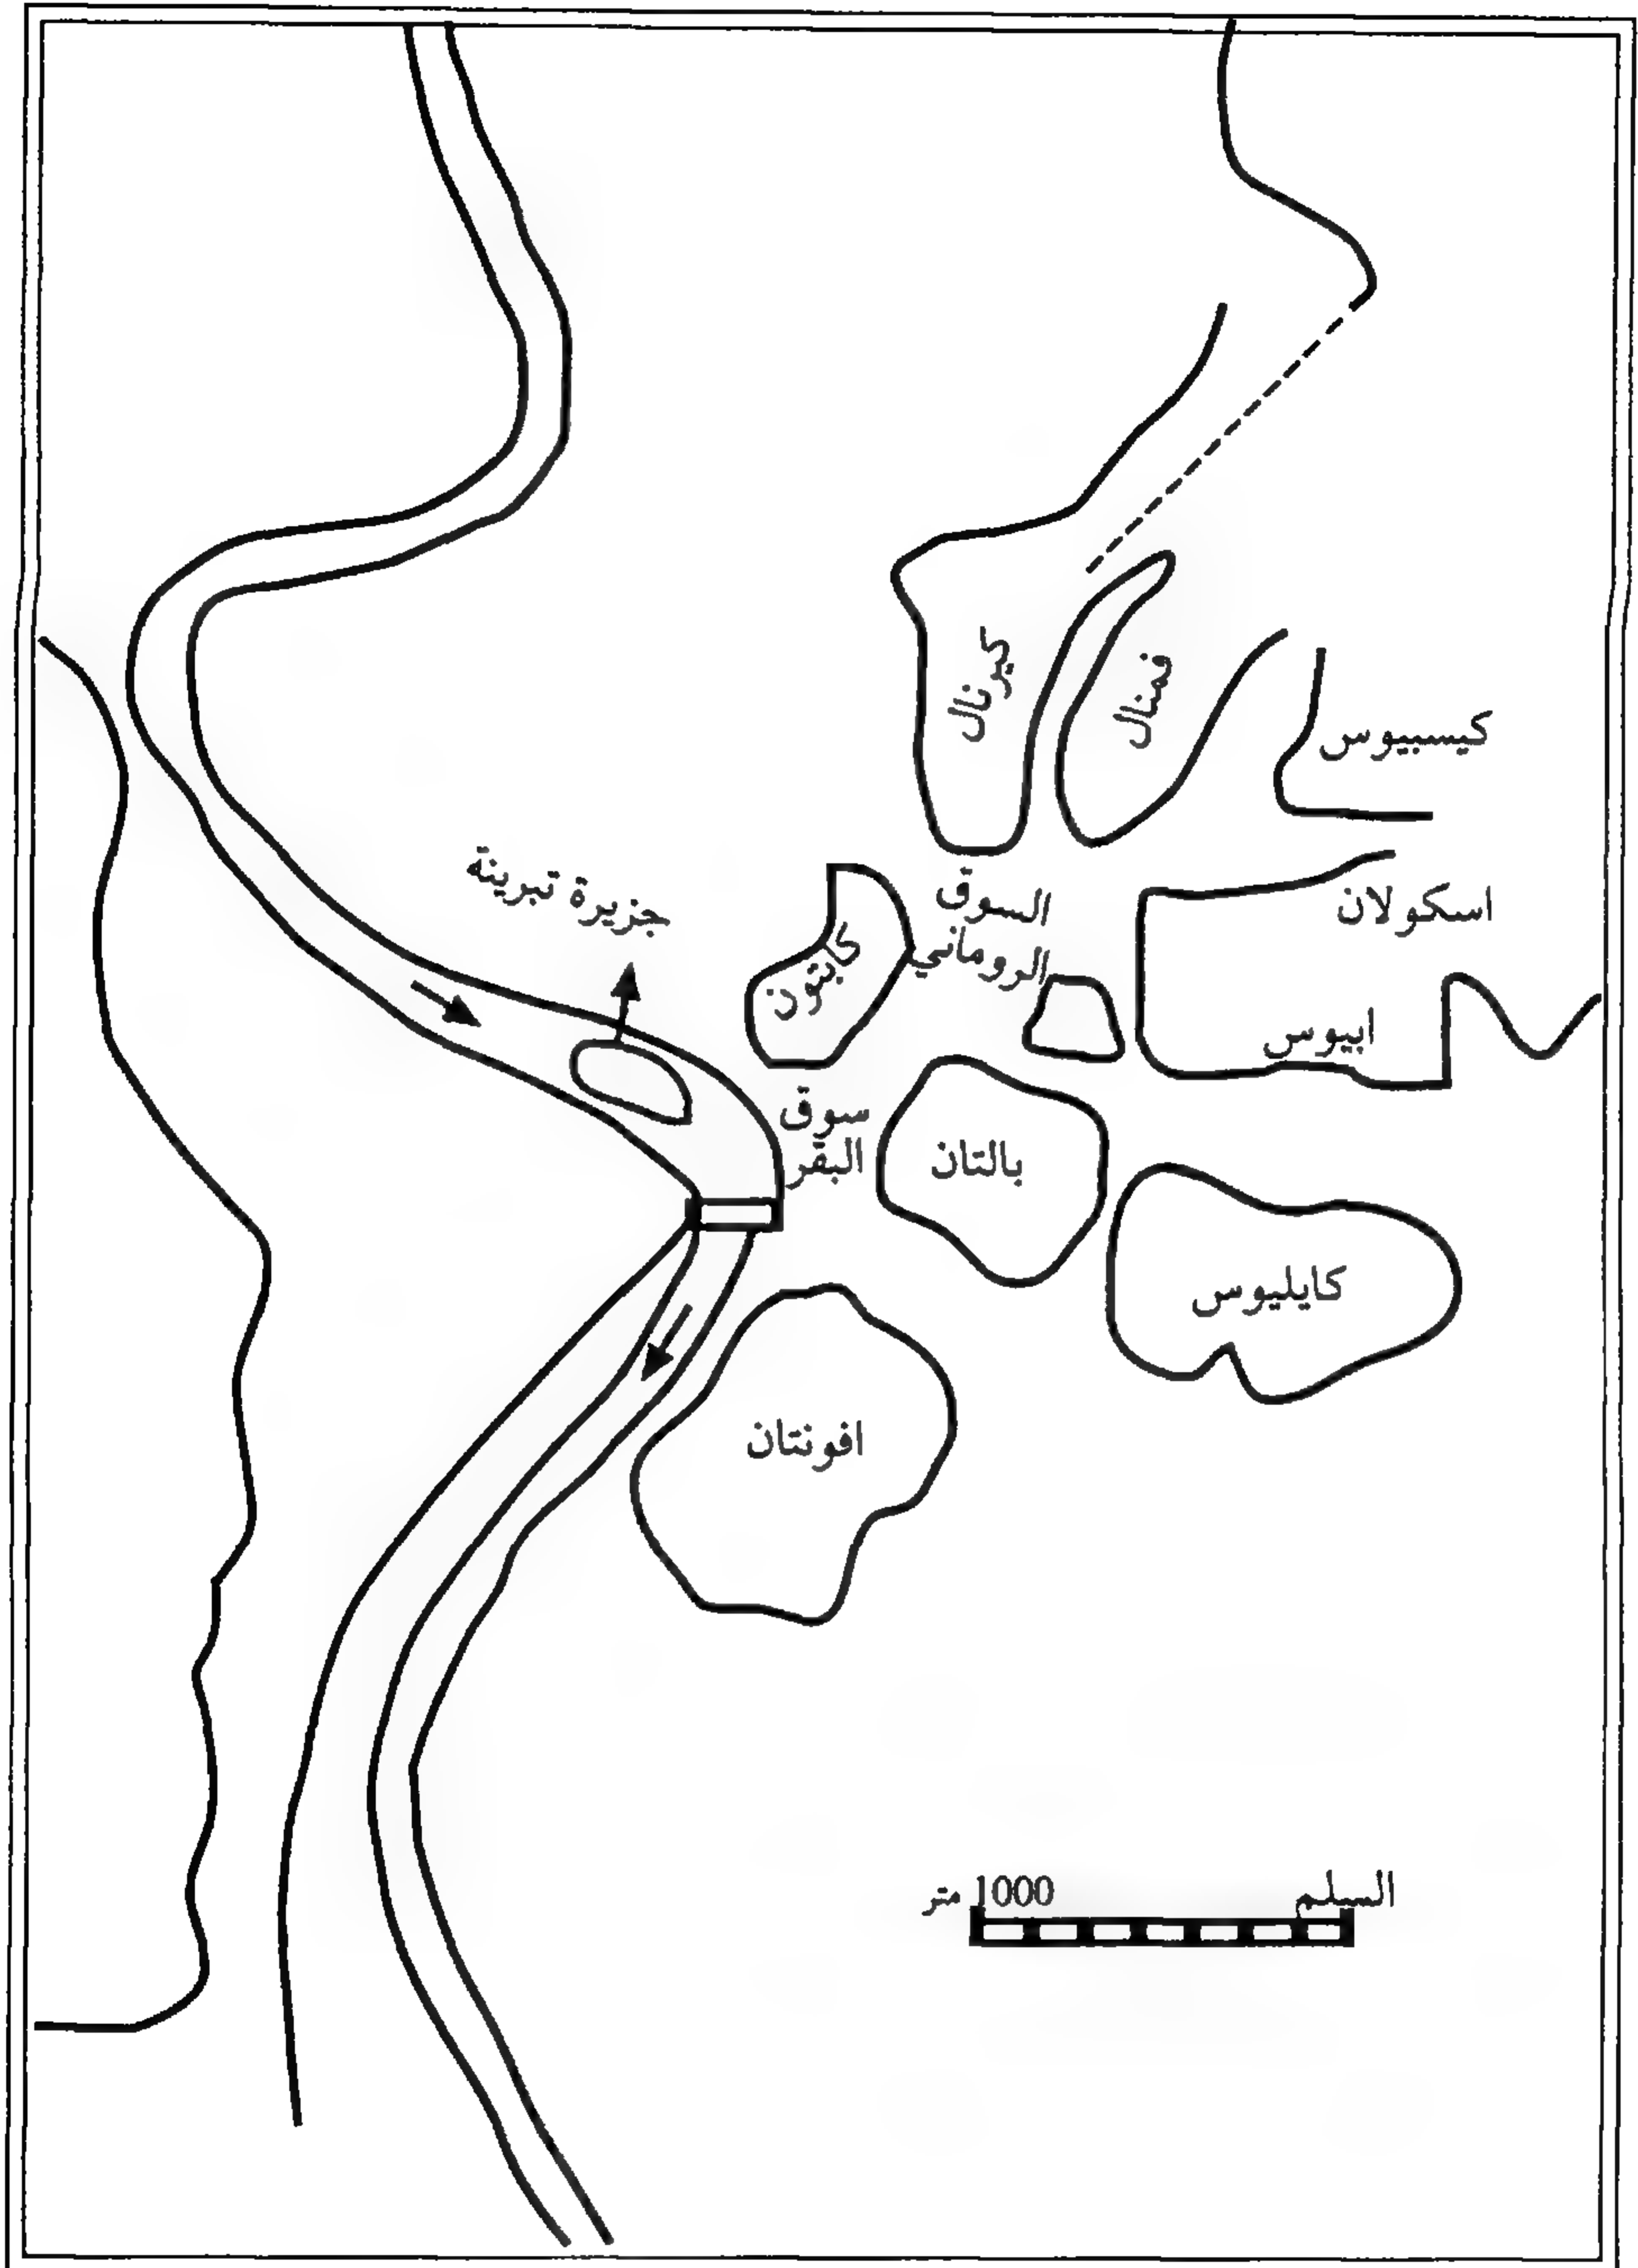 كيرنال
فمنال
كيسبيوس
جزيرة تبرينة
السوق
الروماني
اسكولان
كابتون
ابيوس
سوق
البقر
بالتان
كايليوس
افونتان
السلم
1000 متر